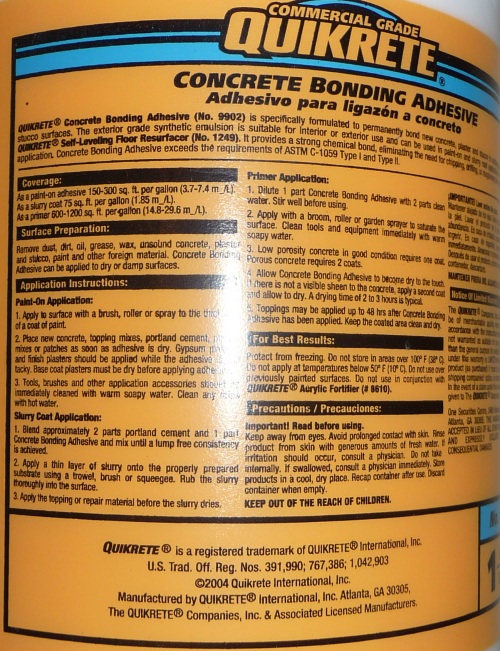 COMMERCIAL GRADE
QUIKRETE®
CONCRETE BONDING ADHESIVE
Adhesivo para ligazón a concreto
QUIKRETE® Concrete Bonding Adhesive (No. 9902) is specifically formulated to permanently bond new concrete, plaster and
stucco surfaces. The exterior grade synthetic emulsion is suitable for interior or exterior use and can be used in paint-on and slurry
QUIKRETE® Self-Leveling Floor Resurfacer (No. 1249). It provides a strong chemical bond, eliminating the need for chipping,
application. Concrete Bonding Adhesive exceeds the requirements of ASTM C-1059 Type I and Type II.
Coverage:
As a paint-on adhesive 150-300 sq. ft. per gallon (3.7-7.4 m²/L).
As a slurry coat 75 sq. ft. per gallon (1.85 m²/L).
As a primer 600-1200 sq. ft. per gallon (14.8-29.6 m²/L).
Surface Preparation:
Remove dust, dirt, oil, grease, wax, unsound concrete, plaster
and stucco, paint and other foreign material. Concrete Bonding
Adhesive can be applied to dry or damp surfaces.
Application Instructions:
Paint-On Application:
1. Apply to surface with a brush, roller or spray to the thickness
of a coat of paint.
2. Place new concrete, topping mixes, portland cement,
mixes or patches as soon as adhesive is dry. Gypsum
and finish plasters should be applied while the adhesive is
tacky. Base coat plasters must be dry before applying adhesive.
3. Tools, brushes and other application accessories should be
immediately cleaned with warm soapy water. Clean any
with hot water.
Slurry Coat Application:
1. Blend approximately 2 parts portland cement and 1 part
Concrete Bonding Adhesive and mix until a lump free consistency
is achieved.
2. Apply a thin layer of slurry onto the properly prepared
substrate using a trowel, brush or squeegee. Rub the slurry
thoroughly into the surface.
3. Apply the topping or repair material before the slurry dries.
Primer Application:
1. Dilute 1 part Concrete Bonding Adhesive with 2 parts clean
water. Stir well before using.
2. Apply with a broom, roller or garden sprayer to saturate the
surface. Clean tools and equipment immediately with warm
soapy water.
3. Low porosity concrete in good condition requires one coat.
Porous concrete requires 2 coats.
4. Allow Concrete Bonding Adhesive to become dry to the touch.
If there is not a visible sheen to the concrete, apply a second coat
and allow to dry. A drying time of 2 to 3 hours is typical.
5. Toppings may be applied up to 48 hrs after Concrete Bonding
Adhesive has been applied. Keep the coated area clean and dry.
For Best Results:
Protect from freezing. Do not store in areas over 100° F (38° C).
Do not apply at temperatures below 50° F (10° C). Do not use over
previously painted surfaces. Do not use in conjunction with
QUIKRETE® Acrylic Fortifier (# 8610).
Precautions / Precauciones:
Important! Read before using.
Keep away from eyes. Avoid prolonged contact with skin. Rinse
product from skin with generous amounts of fresh water. If
irritation should occur, consult a physician. Do not take
internally. If swallowed, consult a physician immediately. Store
products in a cool, dry place. Recap container after use. Discard
container when empty.
KEEP OUT OF THE REACH OF CHILDREN.
QUIKRETE® is a registered trademark of QUIKRETE® International, Inc.
U.S. Trad. Off. Reg. Nos. 391,990; 767,386; 1,042,903
©2004 Quikrete International, Inc.
Manufactured by QUIKRETE® International, Inc. Atlanta, GA 30305,
The QUIKRETE® Companies, Inc. & Associated Licensed Manufacturers.